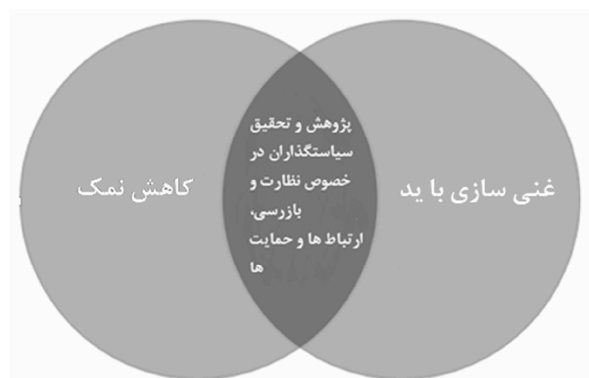 غنی سازی با ید
پژوهش و تحقیق
سیاستگذاران در
خصوص نظارت و
بازرسی،
ارتباط ها و حمایت
ها
کاهش نمک